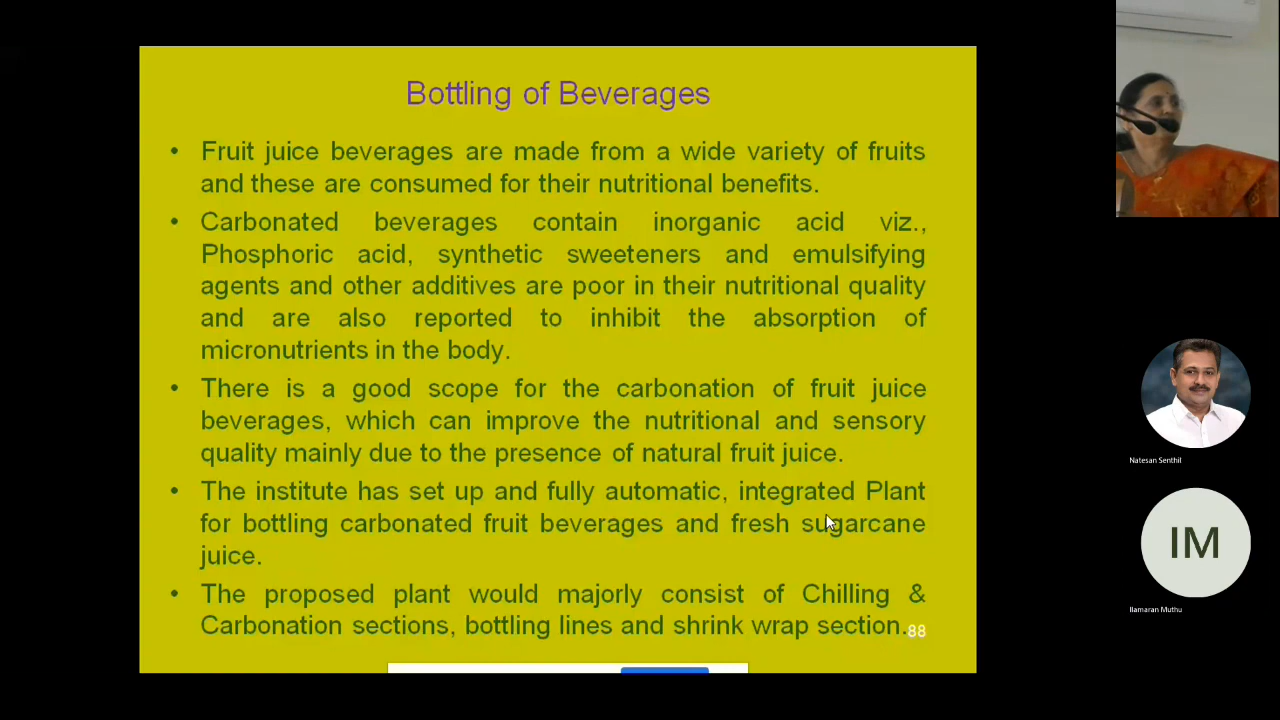 Bottling of Beverages
• Fruit juice beverages are made from a wide variety of fruits
and these are consumed for their nutritional benefits.
• Carbonated beverages contain inorganic acid viz.,
Phosphoric acid, synthetic sweeteners and emulsifying
agents and other additives are poor in their nutritional quality
and are also reported to inhibit the absorption of
micronutrients in the body.
• There is a good scope for the carbonation of fruit juice
beverages, which can improve the nutritional and sensory
quality mainly due to the presence of natural fruit juice.
• The institute has set up and fully automatic, integrated Plant
for bottling carbonated fruit beverages and fresh sugarcane
juice.
• The proposed plant would majorly consist of Chilling &
Carbonation sections, bottling lines and shrink wrap section.
88
Natesan Senthil
IM
Ilamaran Muthu